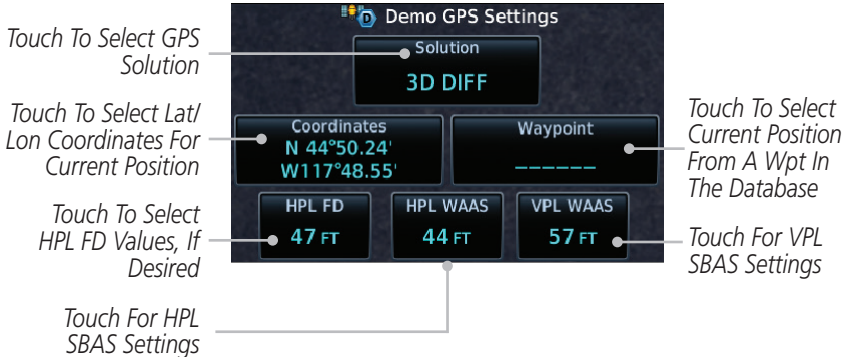 D Demo GPS Settings
Touch To Select GPS
Solution
Solution
3D DIFF
Touch To Select Lat/
Lon Coordinates For
Current Position
Coordinates
N 44°50.24'
W117°48.55'
Waypoint
______
Touch To Select
Current Position
From A Wpt In
The Database
Touch To Select
HPL FD Values, If
Desired
HPL FD
47 FT
HPL WAAS
44 FT
VPL WAAS
57 FT
Touch For VPL
SBAS Settings
Touch For HPL
SBAS Settings